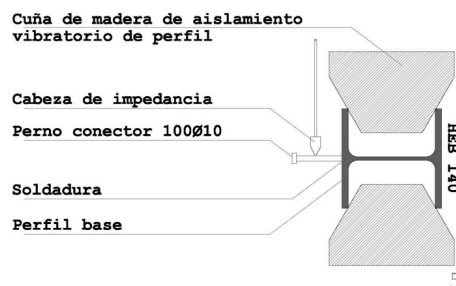 Cuña de madera de aislamiento
vibratorio de perfil
Cabeza de impedancia
Perno conector 100Ø10
Soldadura
Perfil base
HEB 140